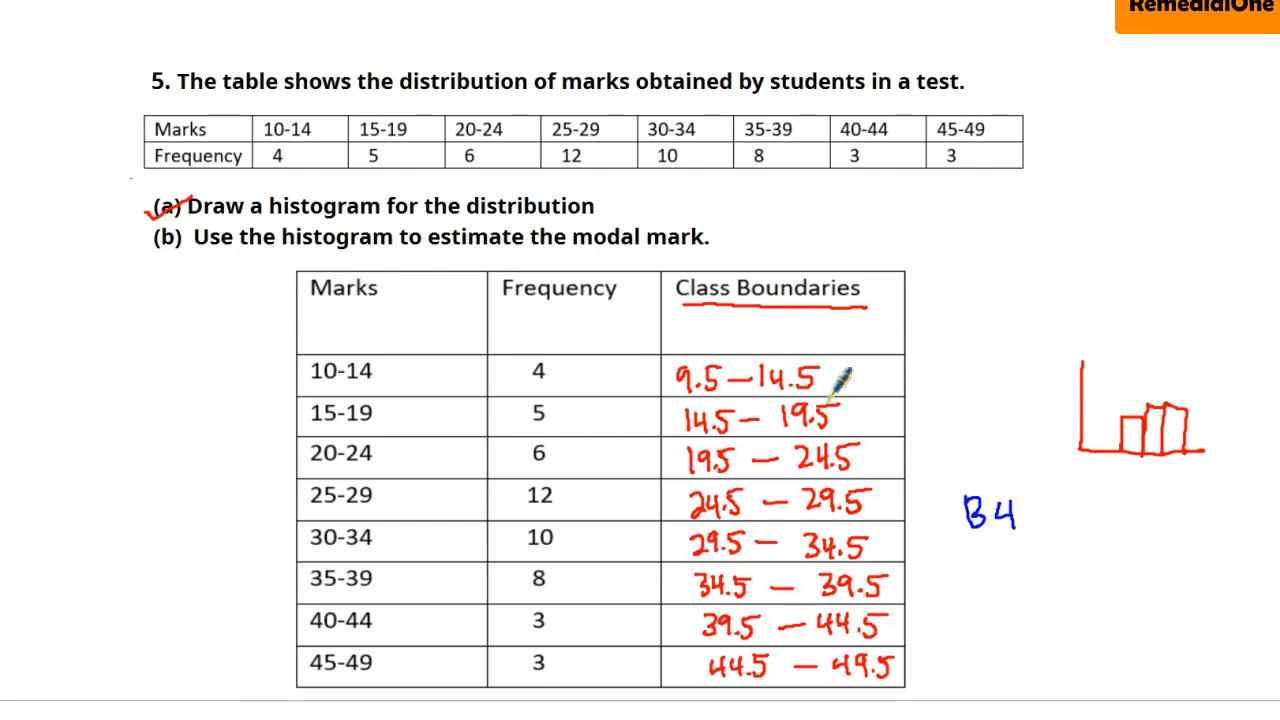 RemedialOne
5. The table shows the distribution of marks obtained by students in a test.
Marks 10-14 15-19 20-24 25-29 30-34 35-39 40-44 45-49
Frequency 4 5 6 12 10 8 3 3
(a) Draw a histogram for the distribution
(b) Use the histogram to estimate the modal mark.
Marks Frequency Class Boundaries
10-14 4 9.5 – 14.5
15-19 5 14.5 – 19.5
20-24 6 19.5 – 24.5
25-29 12 24.5 – 29.5
30-34 10 29.5 – 34.5
35-39 8 34.5 – 39.5
40-44 3 39.5 – 44.5
45-49 3 44.5 – 49.5
B4